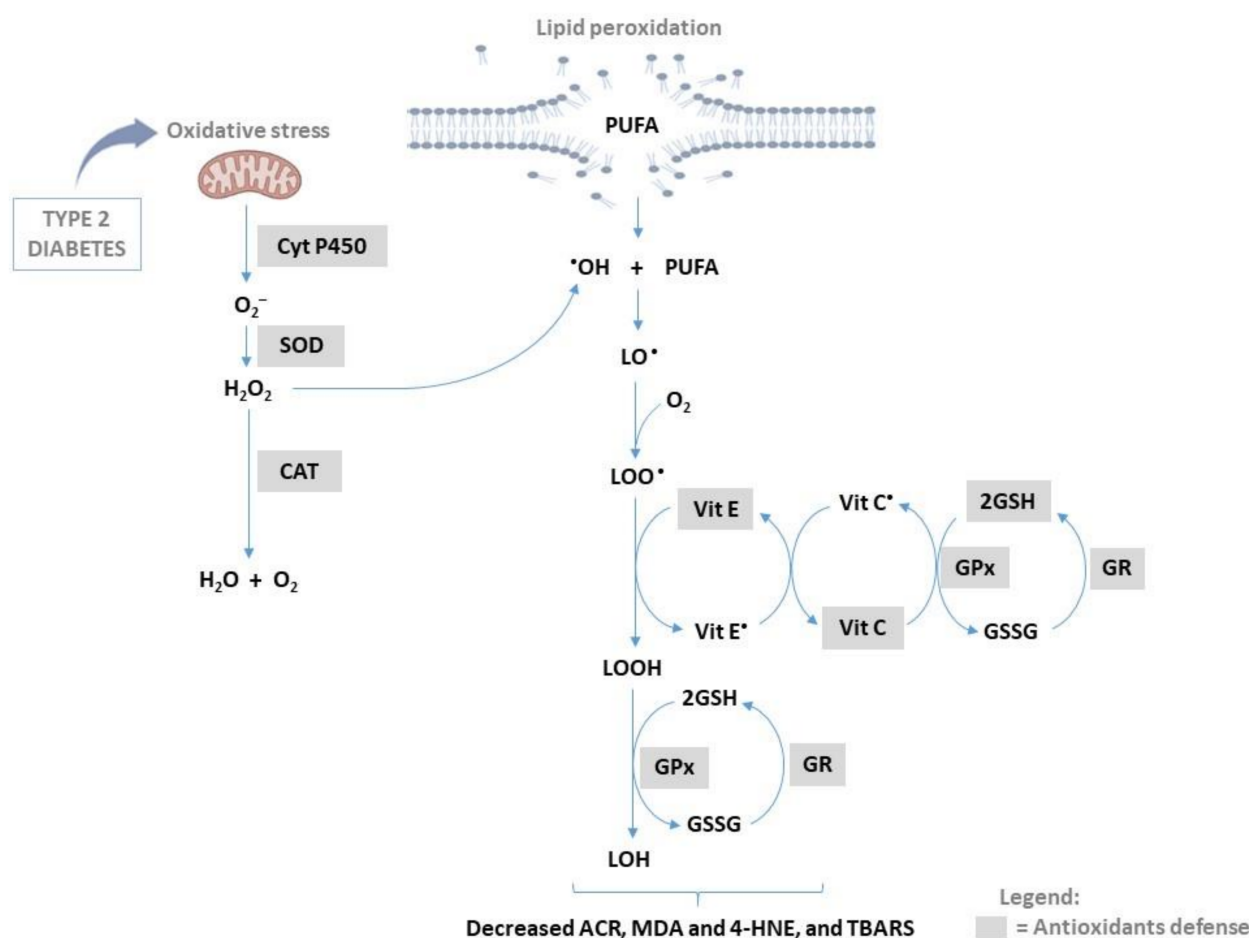 Lipid peroxidation
PUFA
Oxidative stress
TYPE 2
DIABETES
Cyt P450
O₂⁻
SOD
H₂O₂
CAT
H₂O + O₂
•OH + PUFA
LO•
O₂
LOO•
Vit E
Vit C•
2GSH
GPx
GR
Vit E•
Vit C
GSSG
LOOH
2GSH
GPx
GR
GSSG
LOH
Decreased ACR, MDA and 4-HNE, and TBARS
Legend:
= Antioxidants defense